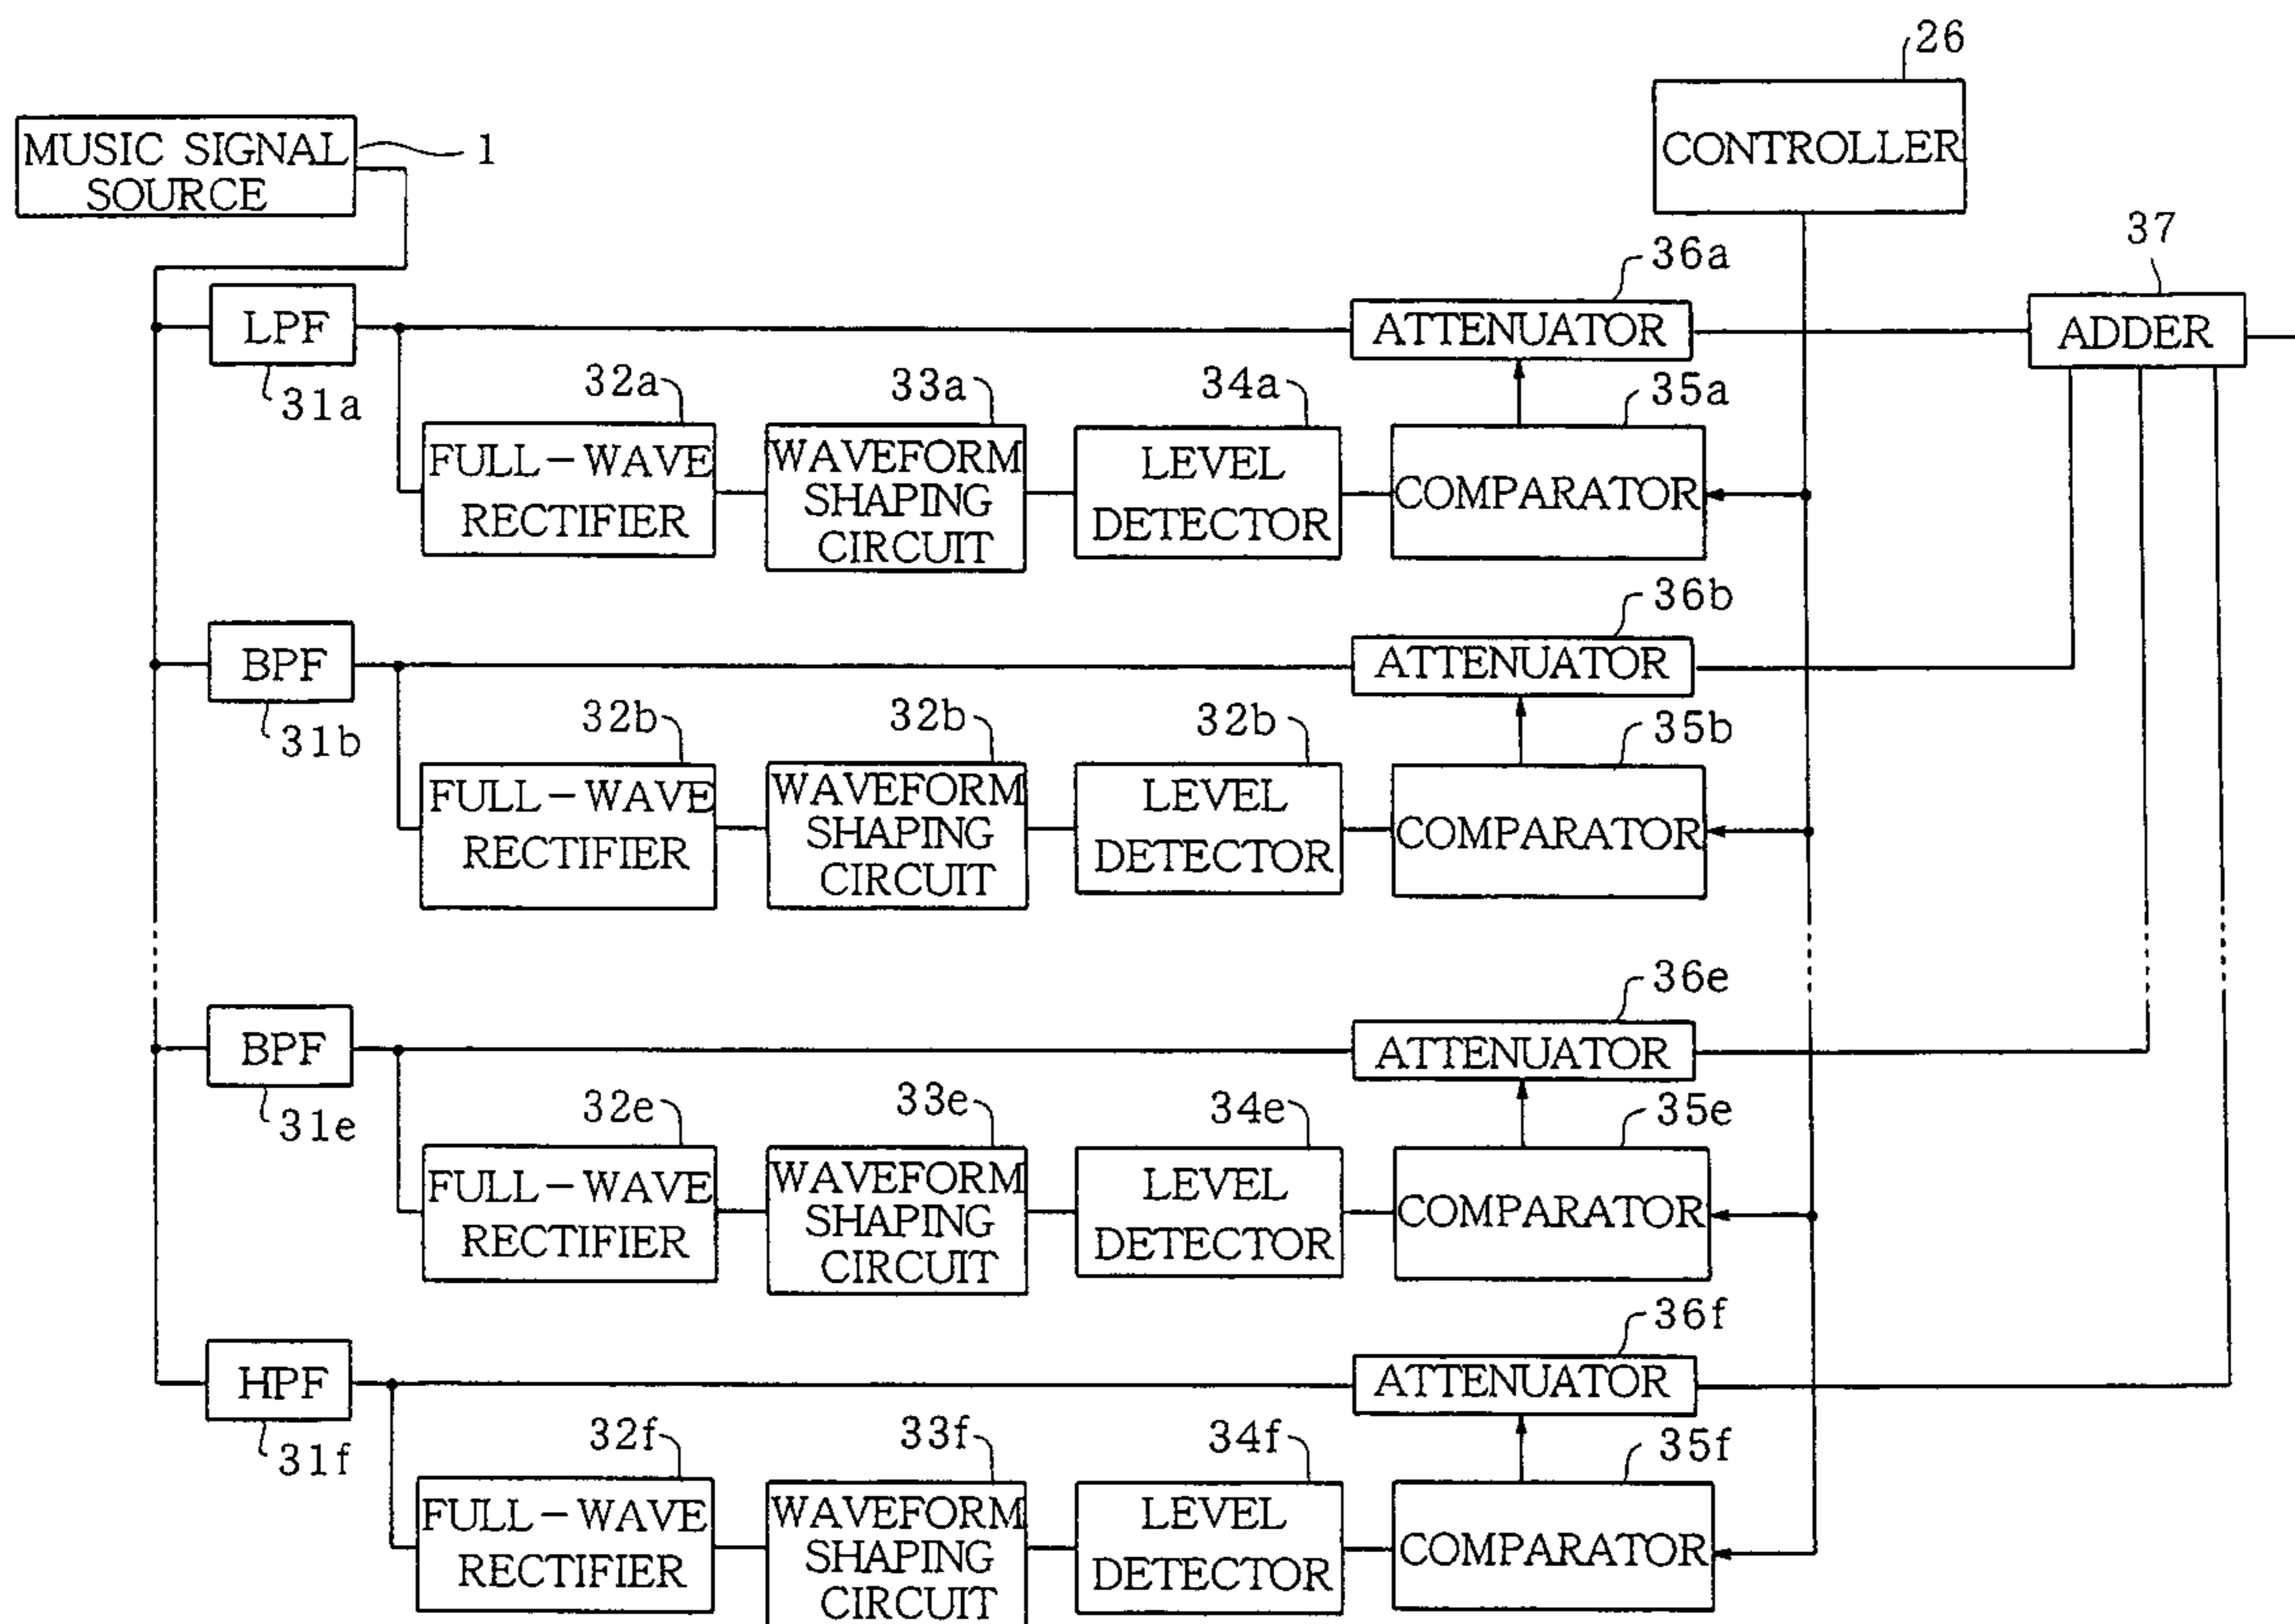 26
MUSIC SIGNAL
SOURCE
1
CONTROLLER
37
36a
LPF
ATTENUATOR
ADDER
31a
32a
33a
34a
35a
FULL-WAVE
RECTIFIER
WAVEFORM
SHAPING
CIRCUIT
LEVEL
DETECTOR
COMPARATOR
36b
BPF
ATTENUATOR
31b
32b
32b
32b
35b
FULL-WAVE
RECTIFIER
WAVEFORM
SHAPING
CIRCUIT
LEVEL
DETECTOR
COMPARATOR
36e
BPF
ATTENUATOR
31e
32e
33e
34e
35e
FULL-WAVE
RECTIFIER
WAVEFORM
SHAPING
CIRCUIT
LEVEL
DETECTOR
COMPARATOR
36f
HPF
ATTENUATOR
31f
32f
33f
34f
35f
FULL-WAVE
RECTIFIER
WAVEFORM
SHAPING
CIRCUIT
LEVEL
DETECTOR
COMPARATOR